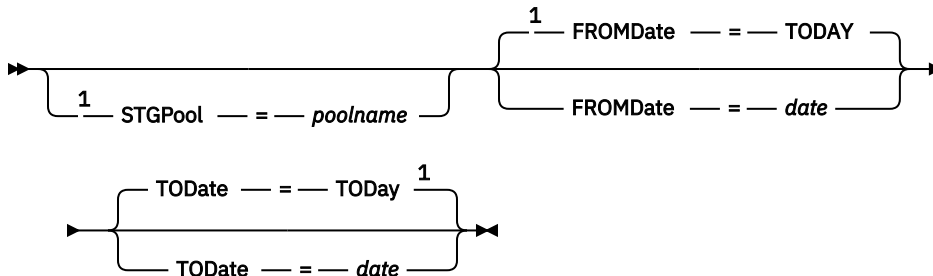 1 FROMDate = TODAY
1 STGPool = poolname
FROMDate = date
TODate = TODay 1
TODate = date